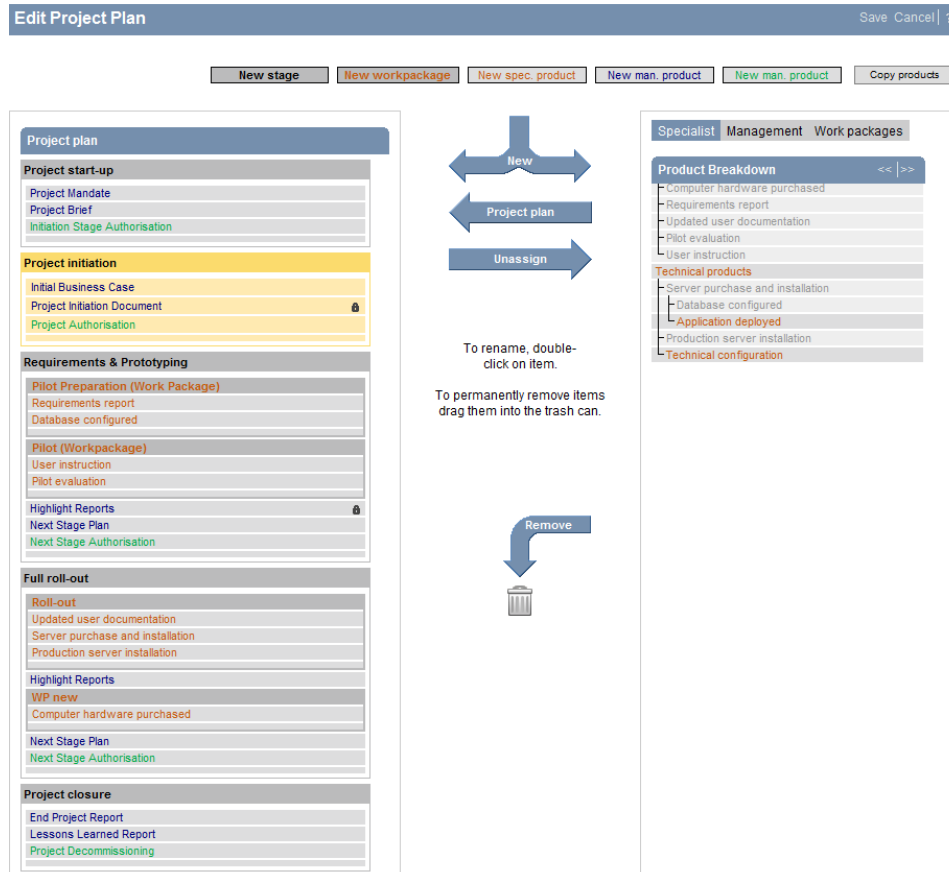 Edit Project Plan
Save Cancel| ?
New stage
New workpackage
New spec. product
New man. product
New man. product
Copy products
Project plan
Project start-up
Project Mandate
Project Brief
Initiation Stage Authorisation
Project initiation
Initial Business Case
Project Initiation Document
Project Authorisation
Requirements & Prototyping
Pilot Preparation (Work Package)
Requirements report
Database configured
Pilot (Workpackage)
User instruction
Pilot evaluation
Highlight Reports
Next Stage Plan
Next Stage Authorisation
Full roll-out
Roll-out
Updated user documentation
Server purchase and installation
Production server installation
Highlight Reports
WP new
Computer hardware purchased
Next Stage Plan
Next Stage Authorisation
Project closure
End Project Report
Lessons Learned Report
Project Decommissioning
New
Project plan
Unassign
To rename, double-
click on item.
To permanently remove items
drag them into the trash can.
Remove
Specialist Management Work packages
Product Breakdown << |>>
Computer hardware purchased
Requirements report
Updated user documentation
Pilot evaluation
User instruction
Technical products
Server purchase and installation
Database configured
Application deployed
Production server installation
Technical configuration